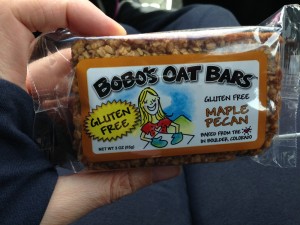 BOBO'S OAT BARS
GLUTEN FREE
MAPLE
PECAN
GLUTEN
FREE
BAKED FROM THE
IN BOULDER, COLORADO
NET WT 3 OZ (85g)